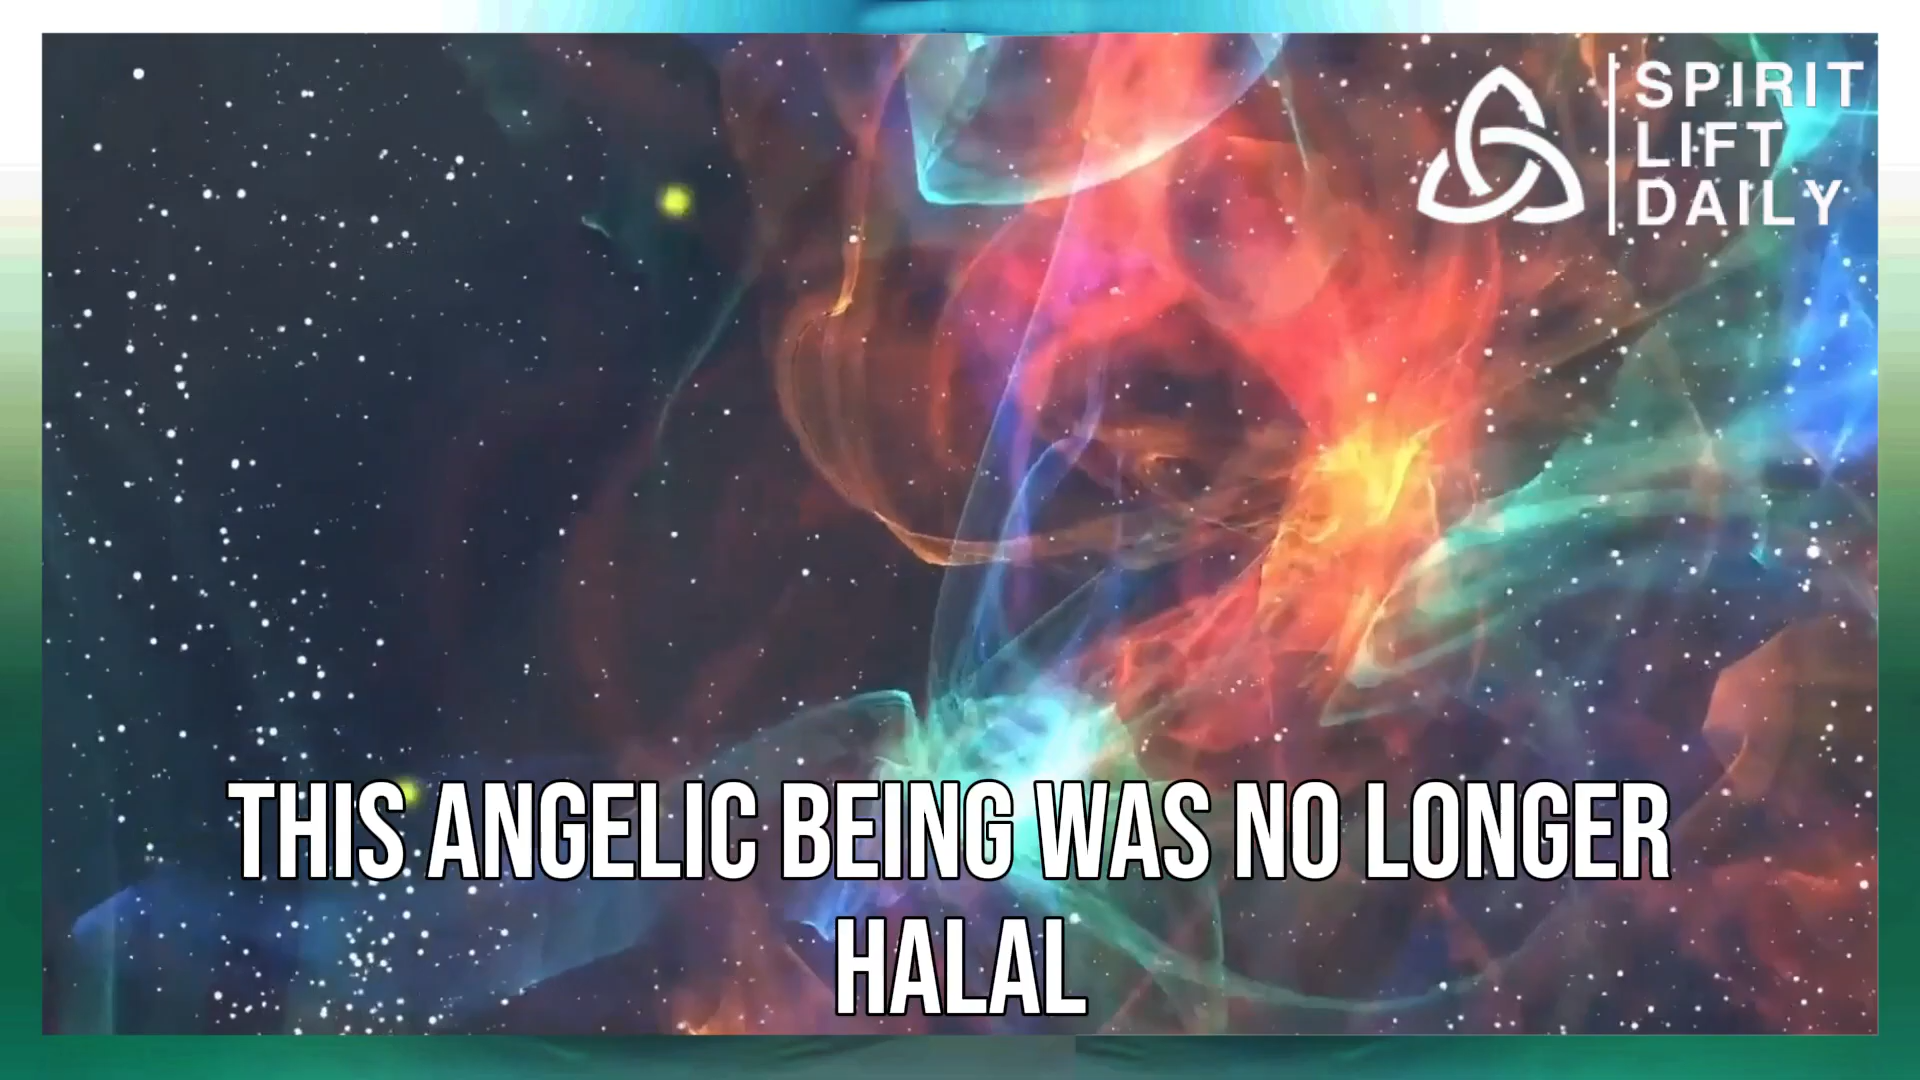 SPIRIT
LIFT
DAILY
THIS ANGELIC BEING WAS NO LONGER
HALAL